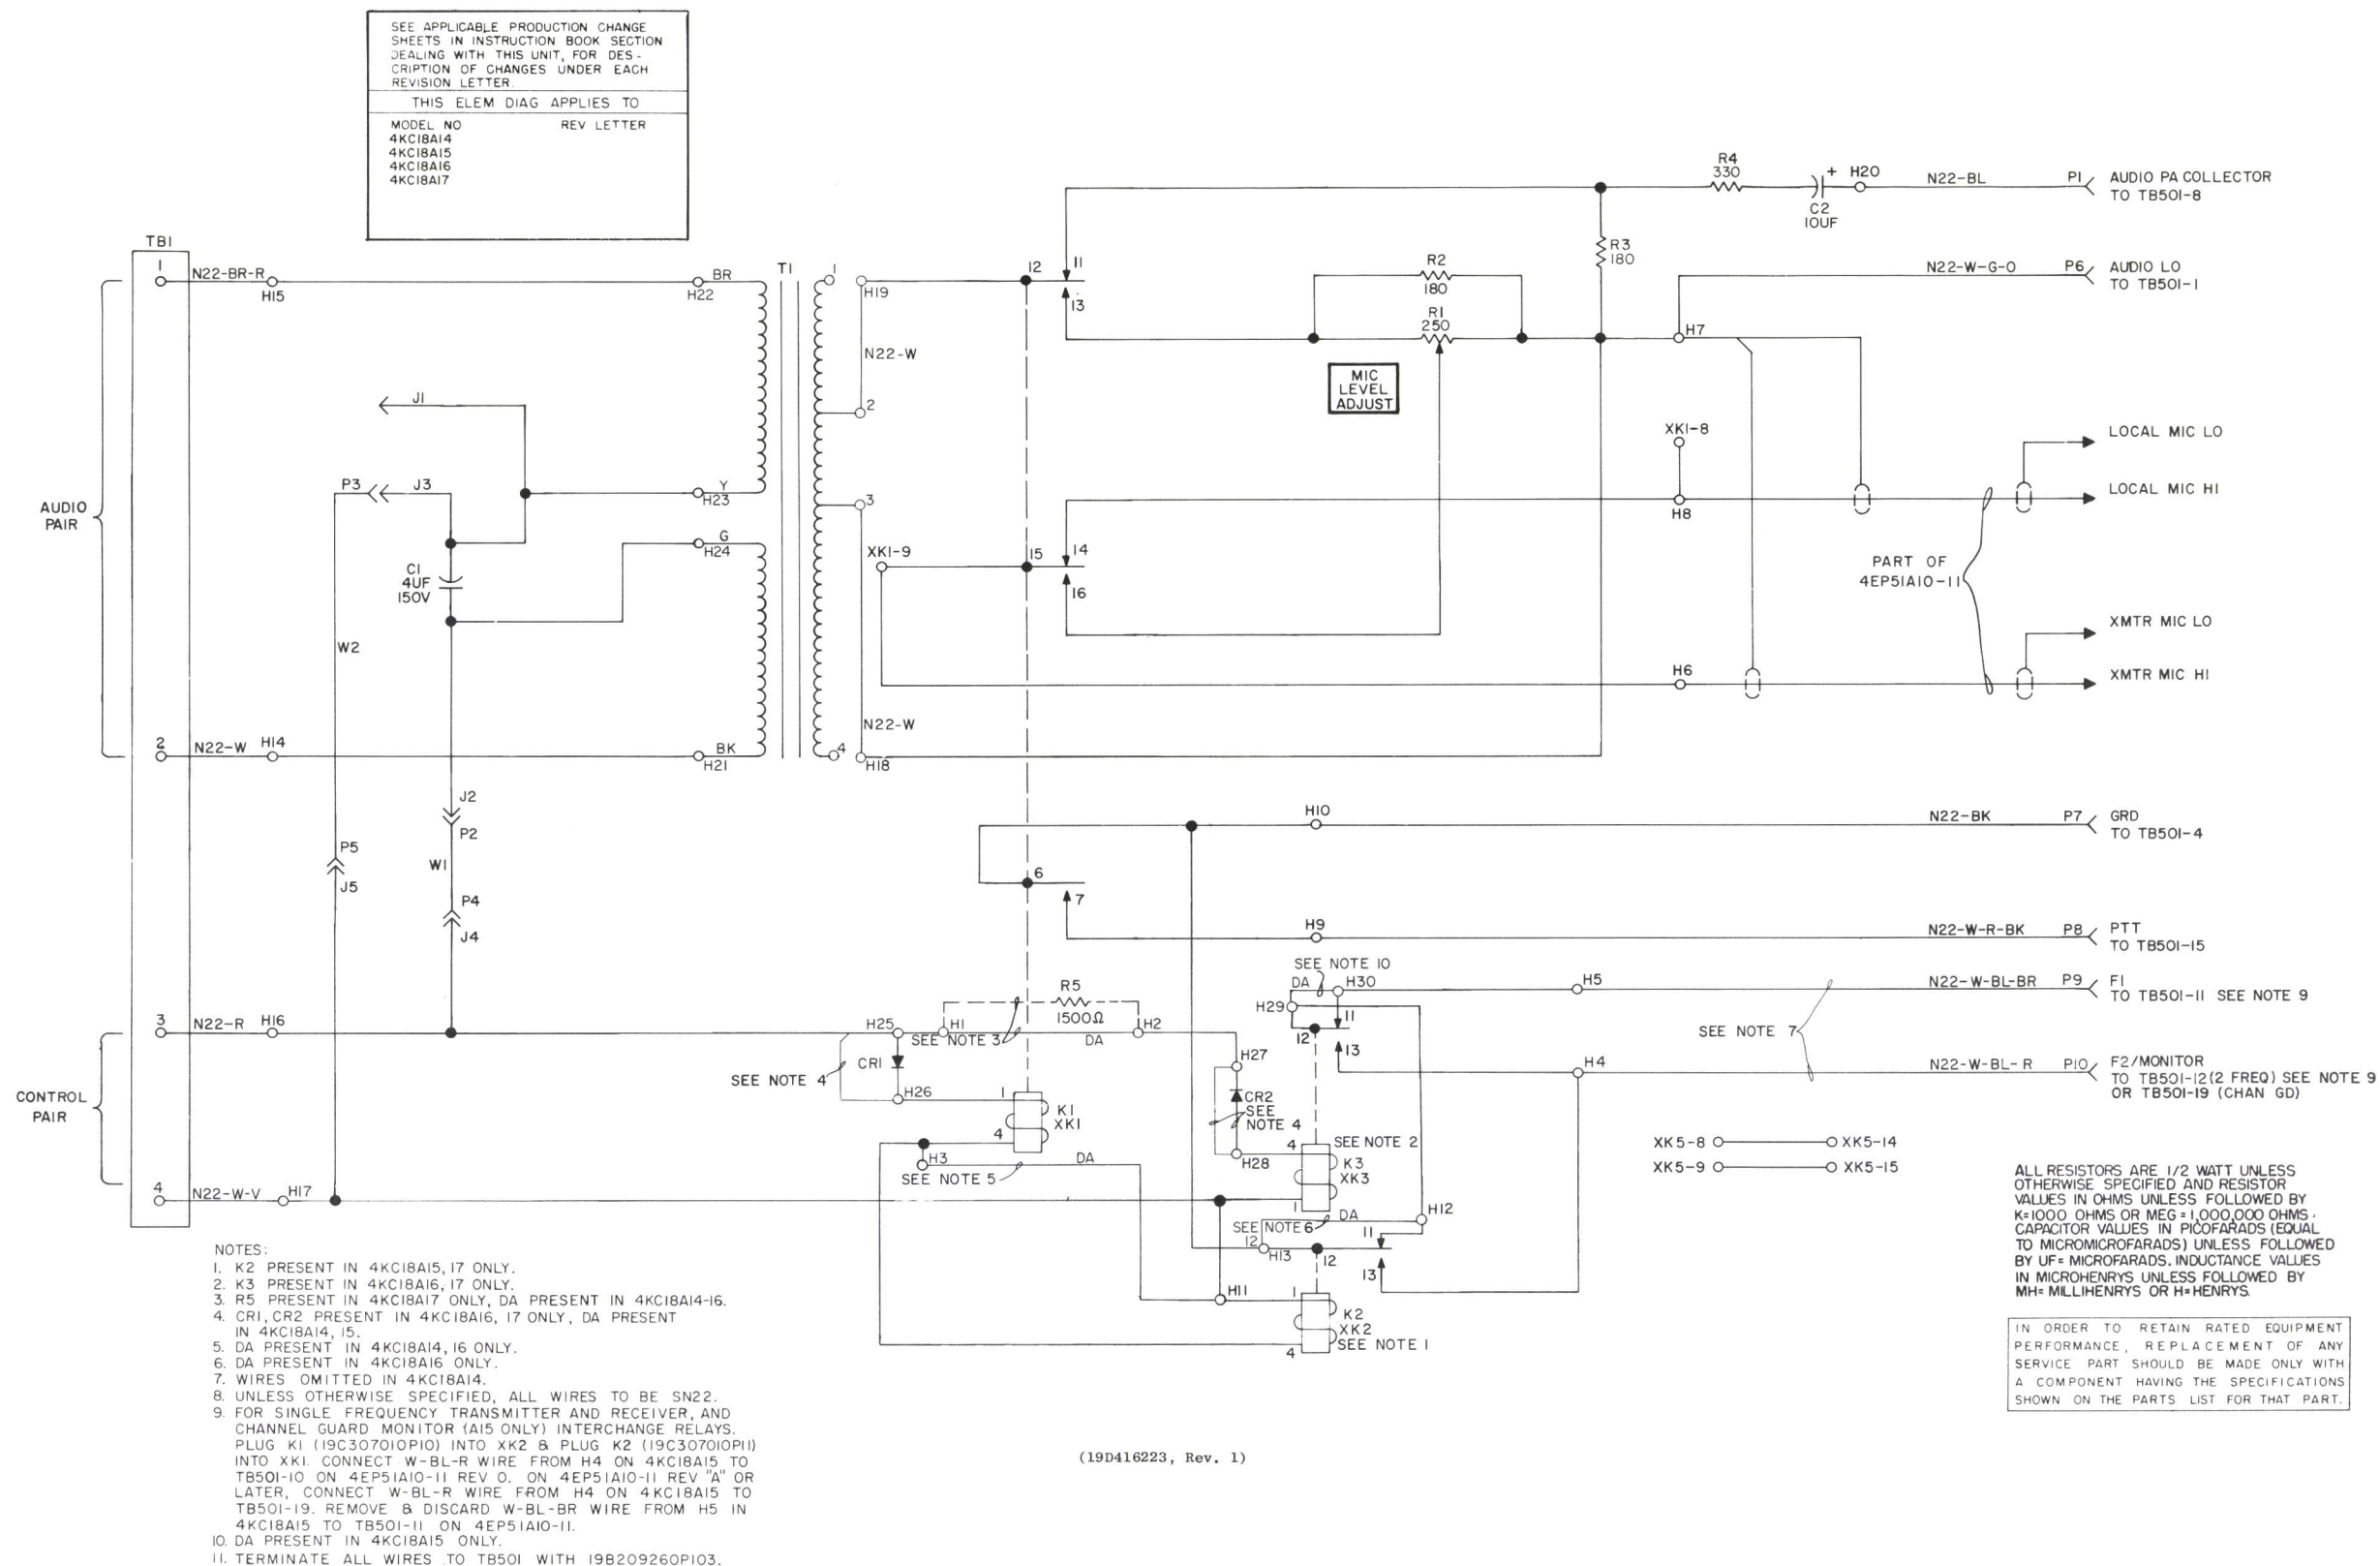 SEE APPLICABLE PRODUCTION CHANGE
SHEETS IN INSTRUCTION BOOK SECTION
DEALING WITH THIS UNIT, FOR DES-
CRIPTION OF CHANGES UNDER EACH
REVISION LETTER.
THIS ELEM DIAG APPLIES TO
MODEL NO REV LETTER
4KC18A14
4KC18A15
4KC18A16
4KC18A17
TB1
1
N22-BR-R
H15
BR
H22
T1
1
H19
N22-W
2
3
N22-W
4
H18
J1
P3
J3
Y
H23
G
H24
C1
4UF
150V
W2
AUDIO
PAIR
2
N22-W
H14
BK
H21
J2
P2
W1
P4
J4
P5
J5
12
11
13
R2
180
R1
250
MIC
LEVEL
ADJUST
R3
180
R4
330
+
C2
10UF
H20
N22-BL
P1
AUDIO PA COLLECTOR
TO TB501-8
N22-W-G-O
P6
AUDIO LO
TO TB501-1
H7
XK1-8
H8
LOCAL MIC LO
LOCAL MIC HI
XK1-9
15
14
16
PART OF
4EP51A10-11
XMTR MIC LO
H6
XMTR MIC HI
H10
N22-BK
P7
GRD
TO TB501-4
6
7
H9
N22-W-R-BK
P8
PTT
TO TB501-15
SEE NOTE 10
DA
H30
H5
N22-W-BL-BR
P9
F1
TO TB501-11 SEE NOTE 9
H29
11
12
13
SEE NOTE 7
H4
N22-W-BL-R
P10
F2/MONITOR
TO TB501-12(2 FREQ) SEE NOTE 9
OR TB501-19 (CHAN GD)
R5
1500Ω
3
N22-R
H16
H25
H1
SEE NOTE 3
DA
H2
CR1
SEE NOTE 4
H26
1
K1
XK1
4
H27
CR2
SEE
NOTE 4
H28
4
SEE NOTE 2
K3
XK3
1
CONTROL
PAIR
H3
DA
SEE NOTE 5
4
N22-W-V
H17
SEE NOTE 6
DA
H12
12
H13
12
11
13
H11
1
K2
XK2
SEE NOTE 1
4
XK5-8
XK5-14
XK5-9
XK5-15
ALL RESISTORS ARE 1/2 WATT UNLESS
OTHERWISE SPECIFIED AND RESISTOR
VALUES IN OHMS UNLESS FOLLOWED BY
K=1000 OHMS OR MEG = 1,000,000 OHMS.
CAPACITOR VALUES IN PICOFARADS (EQUAL
TO MICROMICROFARADS) UNLESS FOLLOWED
BY UF= MICROFARADS. INDUCTANCE VALUES
IN MICROHENRYS UNLESS FOLLOWED BY
MH= MILLIHENRYS OR H=HENRYS.
IN ORDER TO RETAIN RATED EQUIPMENT
PERFORMANCE, REPLACEMENT OF ANY
SERVICE PART SHOULD BE MADE ONLY WITH
A COMPONENT HAVING THE SPECIFICATIONS
SHOWN ON THE PARTS LIST FOR THAT PART.
NOTES:
1. K2 PRESENT IN 4KC18A15, 17 ONLY.
2. K3 PRESENT IN 4KC18A16, 17 ONLY.
3. R5 PRESENT IN 4KC18A17 ONLY, DA PRESENT IN 4KC18A14-16.
4. CR1, CR2 PRESENT IN 4KC18A16, 17 ONLY, DA PRESENT
IN 4KC18A14, 15.
5. DA PRESENT IN 4KC18A14, 16 ONLY.
6. DA PRESENT IN 4KC18A16 ONLY.
7. WIRES OMITTED IN 4KC18A14.
8. UNLESS OTHERWISE SPECIFIED, ALL WIRES TO BE SN22.
9. FOR SINGLE FREQUENCY TRANSMITTER AND RECEIVER, AND
CHANNEL GUARD MONITOR (A15 ONLY) INTERCHANGE RELAYS.
PLUG K1 (19C307010P10) INTO XK2 & PLUG K2 (19C307010P11)
INTO XK1. CONNECT W-BL-R WIRE FROM H4 ON 4KC18A15 TO
TB501-10 ON 4EP51A10-11 REV O. ON 4EP51A10-11 REV "A" OR
LATER, CONNECT W-BL-R WIRE FROM H4 ON 4KC18A15 TO
TB501-19. REMOVE & DISCARD W-BL-BR WIRE FROM H5 IN
4KC18A15 TO TB501-11 ON 4EP51A10-11.
10. DA PRESENT IN 4KC18A15 ONLY.
11. TERMINATE ALL WIRES TO TB501 WITH 19B209260P103.
(19D416223, Rev. 1)